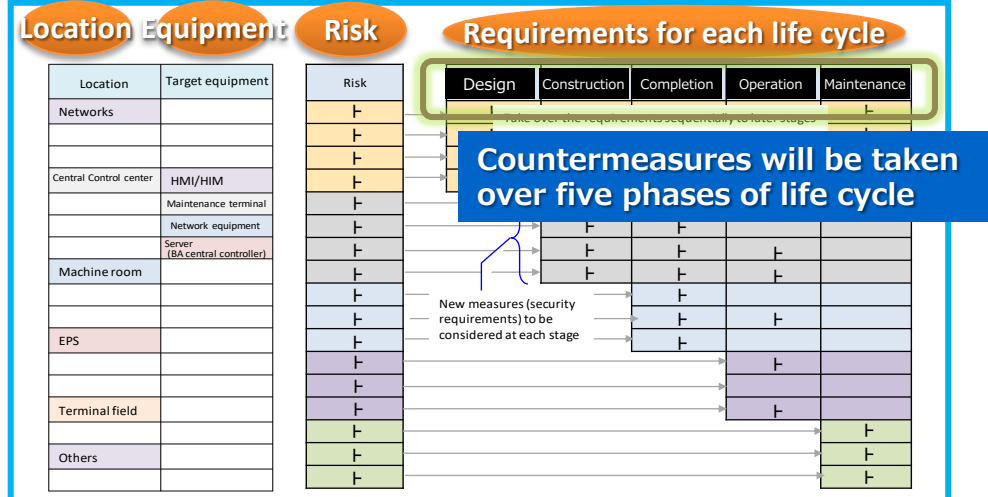 Location Equipment Risk Requirements for each life cycle
Location Target equipment Risk Design Construction Completion Operation Maintenance
Networks
Take over the requirements sequentially to later stages
Countermeasures will be taken
over five phases of life cycle
Central Control center HMI/HIM
Maintenance terminal
Network equipment
Server
(BA central controller)
Machine room
New measures (security
requirements) to be
considered at each stage
EPS
Terminal field
Others